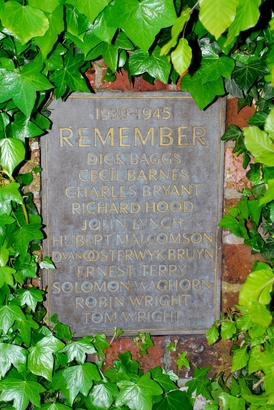 1939-1945
REMEMBER
DICK BAGGS
CECIL BARNES
CHARLES BRYANT
RICHARD HOOD
JOHN LYNCH
HUBERT MALCOMSON
D VAN OOSTERWYK BRUYN
ERNEST TERRY
SOLOMON WAGHORN
ROBIN WRIGHT
TOM WRIGHT